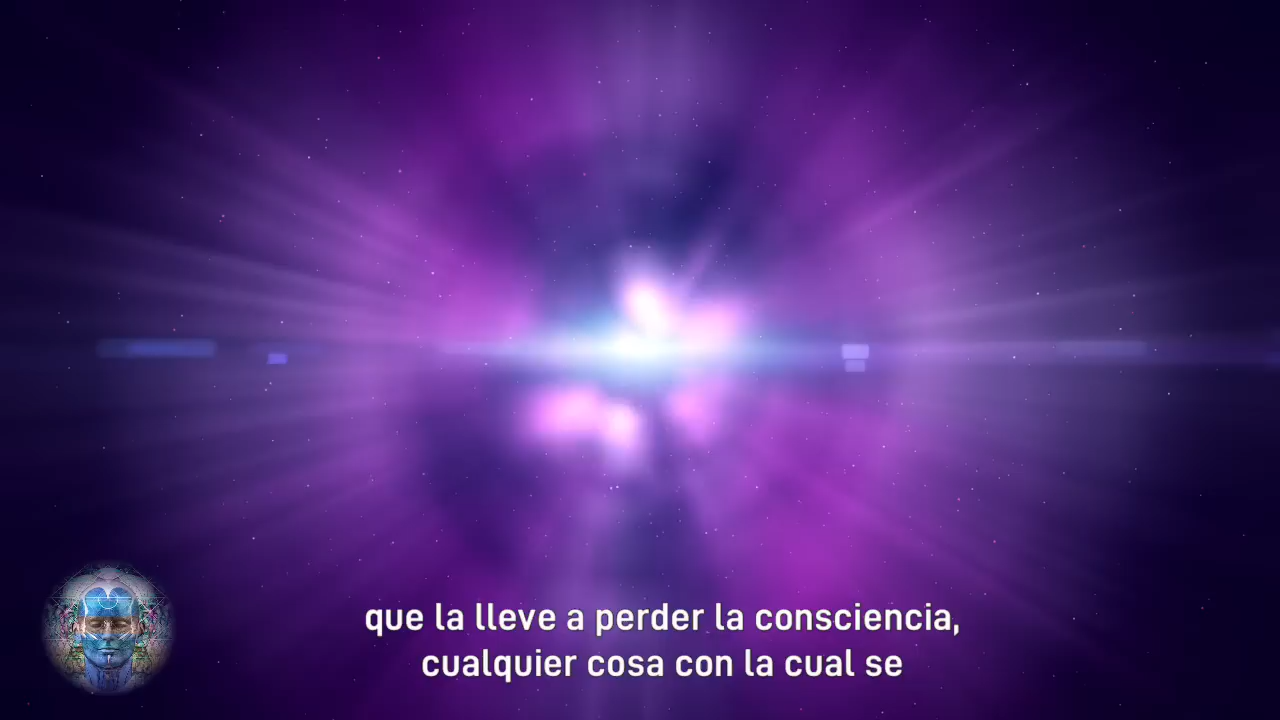 que la lleve a perder la consciencia,
cualquier cosa con la cual se